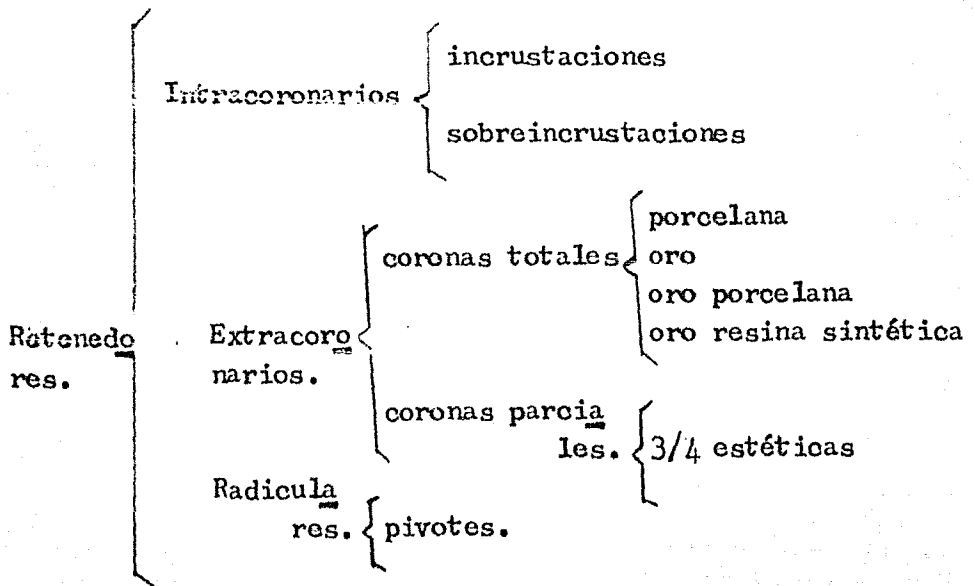 incrustaciones
Intracoronarios
sobreincrustaciones
porcelana
coronas totales
oro
oro porcelana
oro resina sintética
Retenedo
res.
Extracoro
narios.
coronas parcia
les.
3/4 estéticas
Radicula
res.
pivotes.